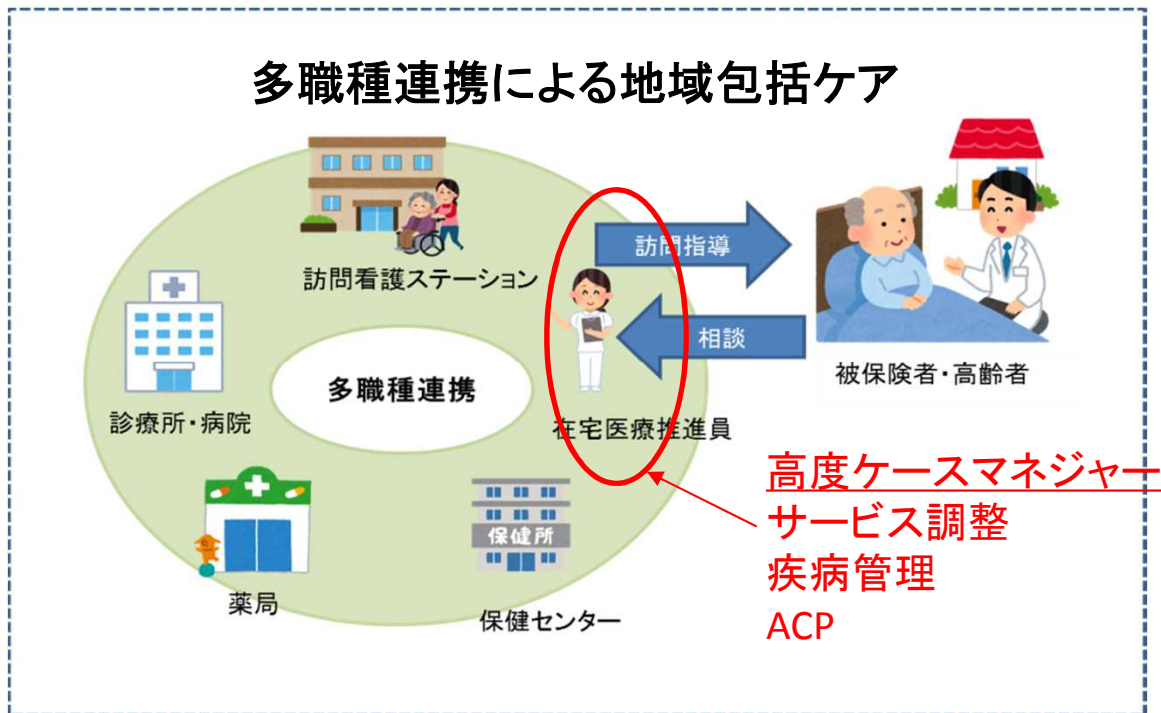 多職種連携による地域包括ケア
訪問看護ステーション
訪問指導
相談
被保険者・高齢者
診療所・病院
多職種連携
在宅医療推進員
高度ケースマネジャー
サービス調整
疾病管理
ACP
保健所
薬局
保健センター